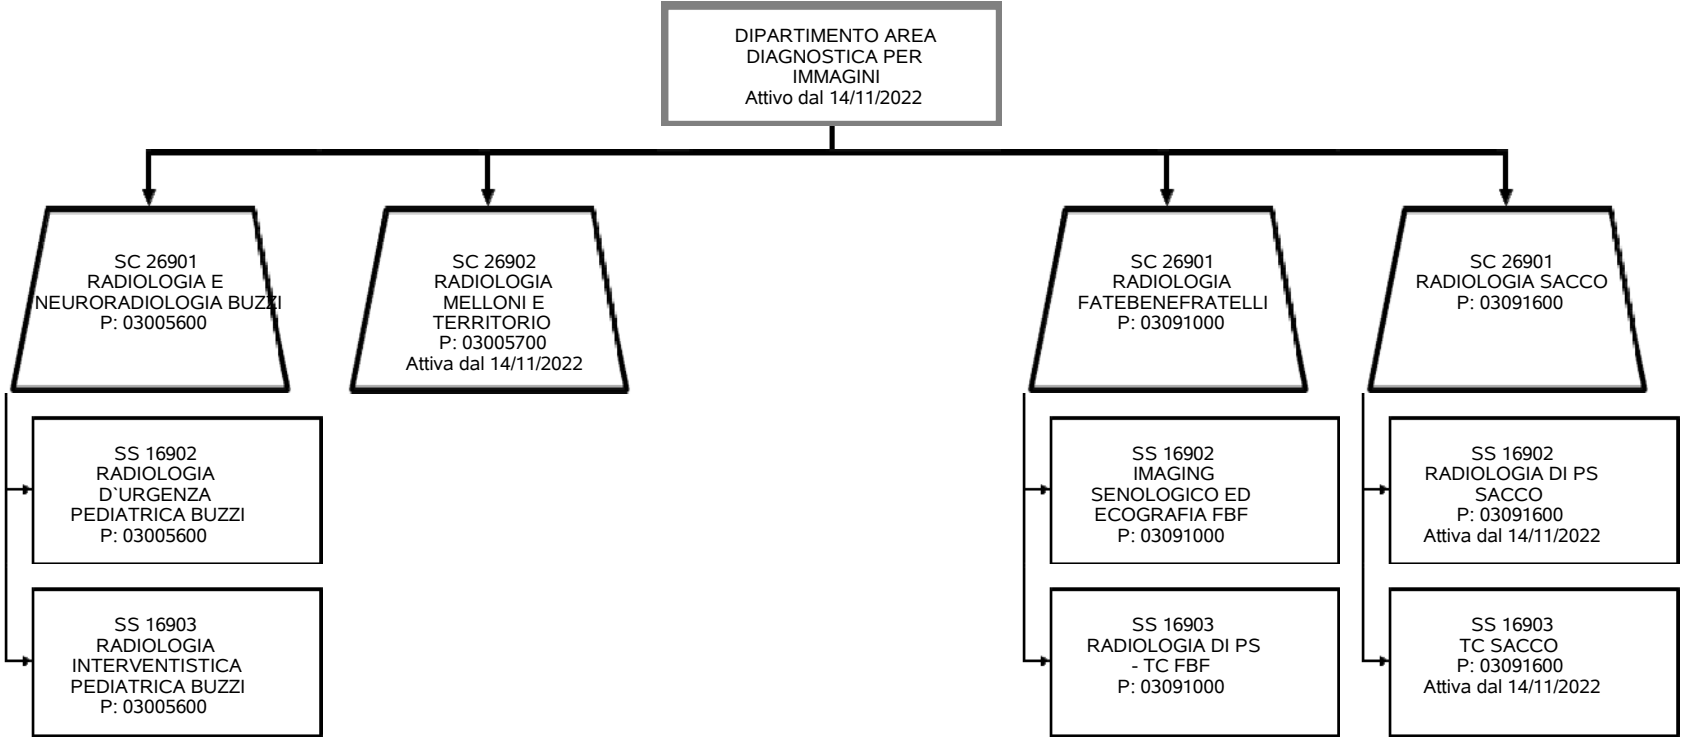 DIPARTIMENTO AREA
DIAGNOSTICA PER
IMMAGINI
Attivo dal 14/11/2022
SC 26901
RADIOLOGIA E
NEURORADIOLOGIA BUZZI
P: 03005600
SC 26902
RADIOLOGIA
MELLONI E
TERRITORIO
P: 03005700
Attiva dal 14/11/2022
SC 26901
RADIOLOGIA
FATEBENEFRATELLI
P: 03091000
SC 26901
RADIOLOGIA SACCO
P: 03091600
SS 16902
RADIOLOGIA
D`URGENZA
PEDIATRICA BUZZI
P: 03005600
SS 16902
IMAGING
SENOLOGICO ED
ECOGRAFIA FBF
P: 03091000
SS 16902
RADIOLOGIA DI PS
SACCO
P: 03091600
Attiva dal 14/11/2022
SS 16903
RADIOLOGIA
INTERVENTISTICA
PEDIATRICA BUZZI
P: 03005600
SS 16903
RADIOLOGIA DI PS
- TC FBF
P: 03091000
SS 16903
TC SACCO
P: 03091600
Attiva dal 14/11/2022